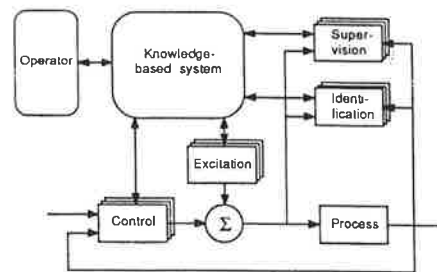 Operator
Knowledge-
based system
Super-
vision
Identi-
fication
Excitation
Control
Σ
Process